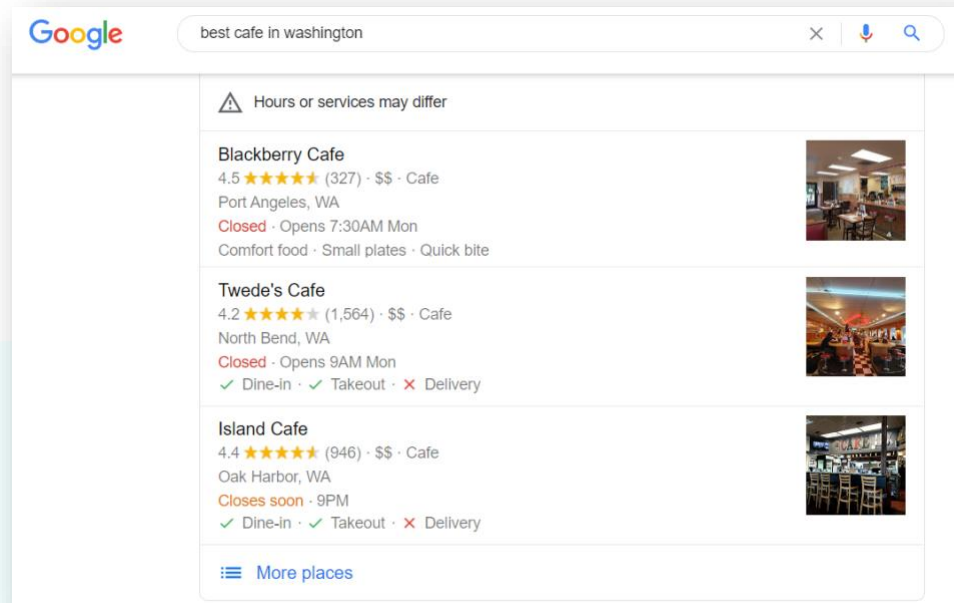 Google
best cafe in washington
Hours or services may differ
Blackberry Cafe
4.5 (327) · $$ · Cafe
Port Angeles, WA
Closed · Opens 7:30AM Mon
Comfort food · Small plates · Quick bite
Twede's Cafe
4.2 (1,564) · $$ · Cafe
North Bend, WA
Closed · Opens 9AM Mon
Dine-in · Takeout · Delivery
Island Cafe
4.4 (946) · $$ · Cafe
Oak Harbor, WA
Closes soon · 9PM
Dine-in · Takeout · Delivery
More places